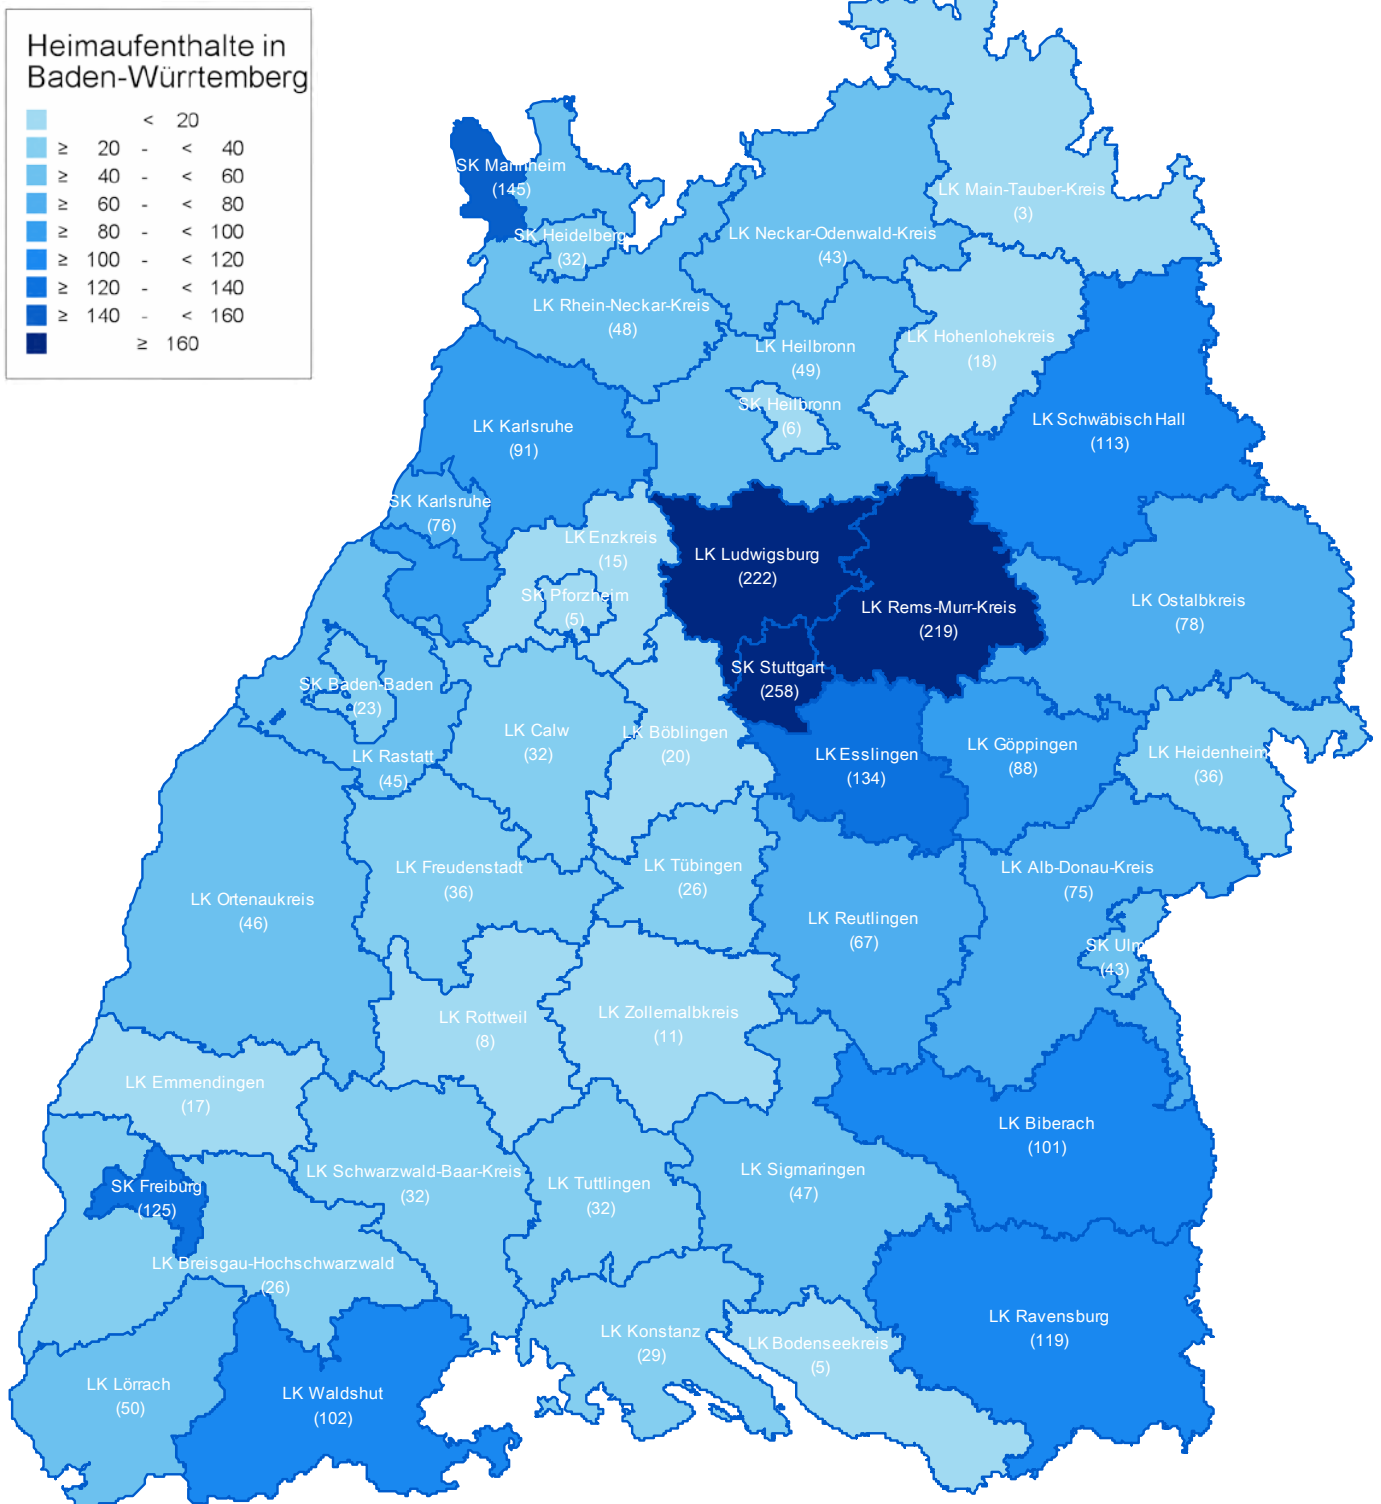 Heimaufenthalte in
Baden-Würrtemberg
< 20
≥ 20 - < 40
≥ 40 - < 60
≥ 60 - < 80
≥ 80 - < 100
≥ 100 - < 120
≥ 120 - < 140
≥ 140 - < 160
≥ 160
SK Mannheim
(145)
LK Main-Tauber-Kreis
(3)
SK Heidelberg
(32)
LK Neckar-Odenwald-Kreis
(43)
LK Rhein-Neckar-Kreis
(48)
LK Heilbronn
(49)
LK Hohenlohekreis
(18)
SK Heilbronn
(6)
LK Schwäbisch Hall
(113)
LK Karlsruhe
(91)
SK Karlsruhe
(76)
LK Enzkreis
(15)
LK Ludwigsburg
(222)
SK Pforzheim
(5)
LK Rems-Murr-Kreis
(219)
LK Ostalbkreis
(78)
SK Stuttgart
(258)
SK Baden-Baden
(23)
LK Rastatt
(45)
LK Calw
(32)
LK Böblingen
(20)
LK Esslingen
(134)
LK Göppingen
(88)
LK Heidenheim
(36)
LK Freudenstadt
(36)
LK Tübingen
(26)
LK Alb-Donau-Kreis
(75)
LK Ortenaukreis
(46)
LK Reutlingen
(67)
SK Ulm
(43)
LK Rottweil
(8)
LK Zollernalbkreis
(11)
LK Emmendingen
(17)
LK Biberach
(101)
LK Schwarzwald-Baar-Kreis
(32)
LK Tuttlingen
(32)
LK Sigmaringen
(47)
SK Freiburg
(125)
LK Breisgau-Hochschwarzwald
(26)
LK Konstanz
(29)
LK Bodenseekreis
(5)
LK Ravensburg
(119)
LK Lörrach
(50)
LK Waldshut
(102)